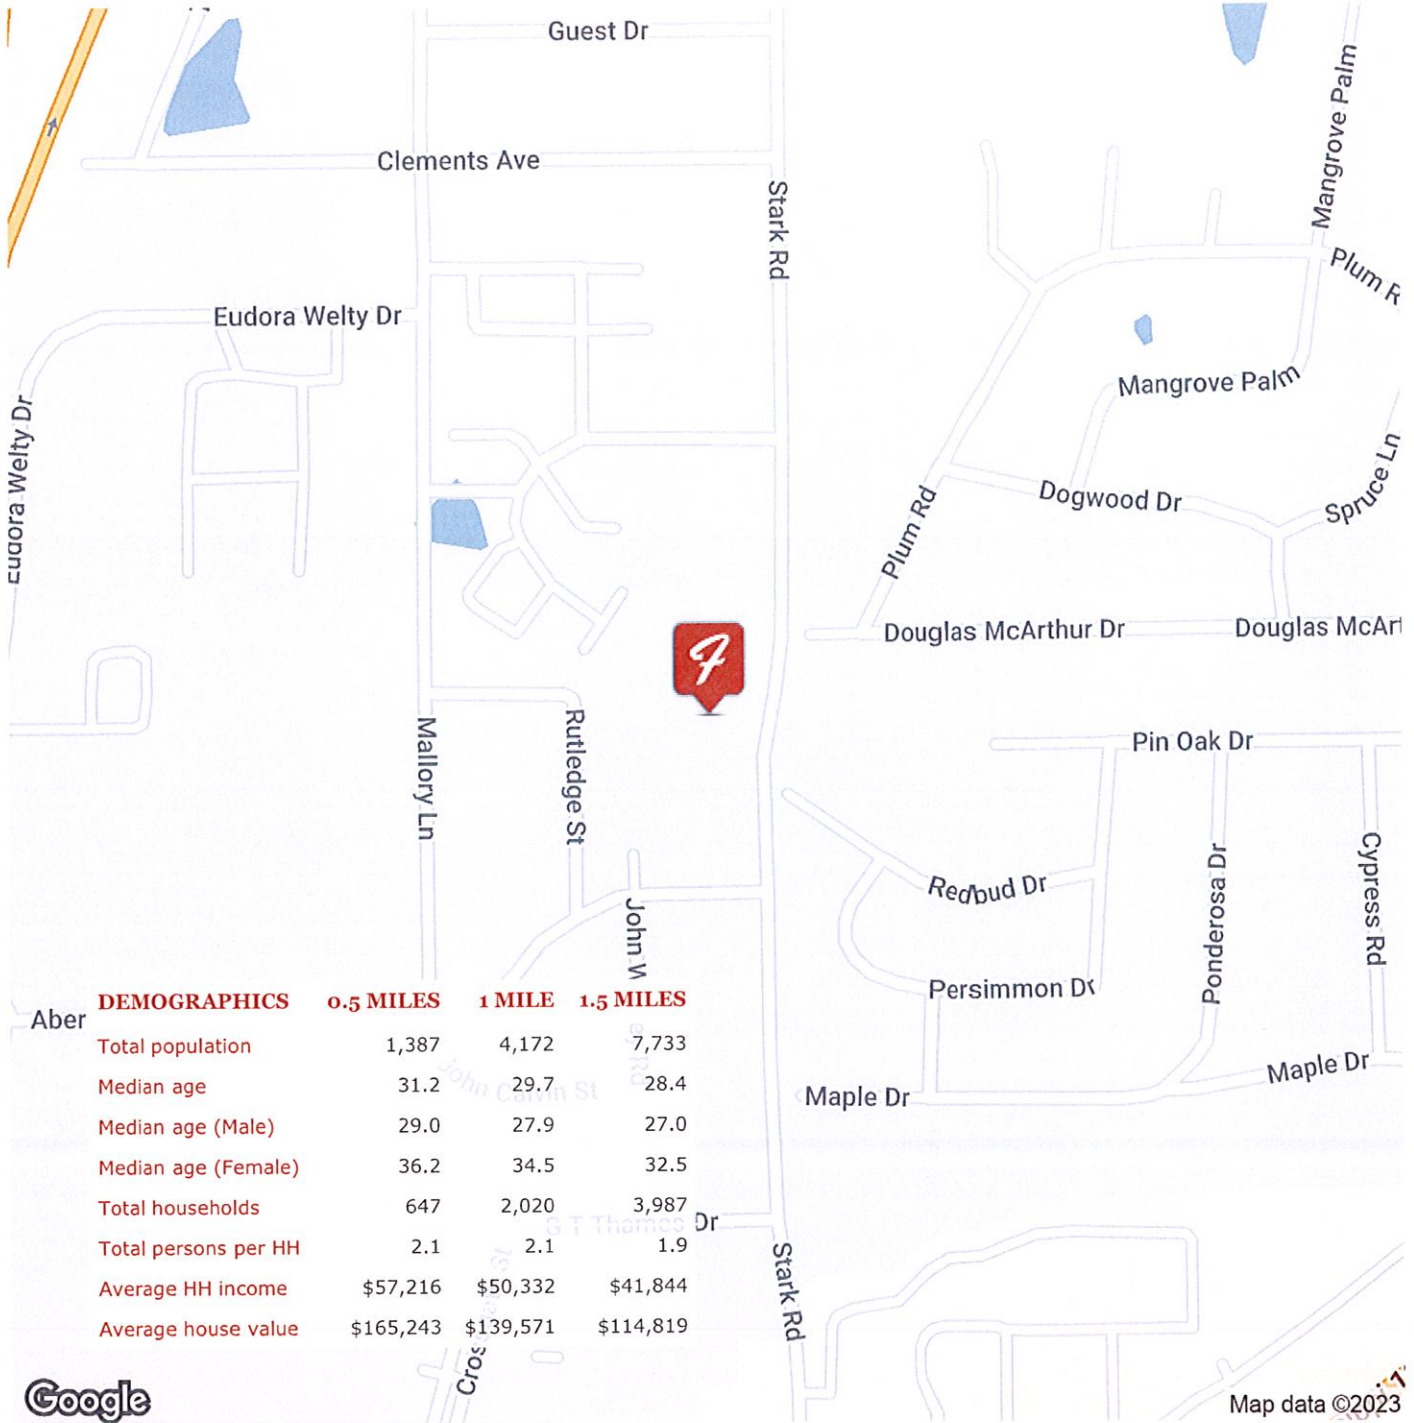 Guest Dr
Mangrove Palm
Clements Ave
Stark Rd
Plum R
Eudora Welty Dr
Mangrove Palm
Eudora Welty Dr
Spruce Ln
Dogwood Dr
Plum Rd
Douglas McArthur Dr
Douglas McArt
Mallory Ln
Rutledge St
Pin Oak Dr
Cypress Rd
Ponderosa Dr
Redbud Dr
John W
Persimmon Dr
Aber
DEMOGRAPHICS 0.5 MILES 1 MILE 1.5 MILES
Total population 1,387 4,172 7,733
ey Rd
Median age 31.2 29.7 28.4
John Calvin St
Maple Dr
Maple Dr
Median age (Male) 29.0 27.9 27.0
Median age (Female) 36.2 34.5 32.5
Total households 647 2,020 3,987
G T Thames Dr
Total persons per HH 2.1 2.1 1.9
Average HH income $57,216 $50,332 $41,844
Stark Rd
Average house value $165,243 $139,571 $114,819
Google
Map data ©2023